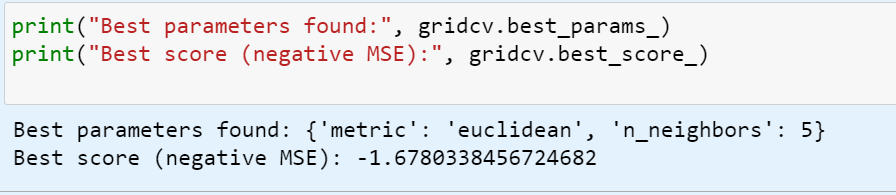 print("Best parameters found:", gridcv.best_params_)
print("Best score (negative MSE):", gridcv.best_score_)
Best parameters found: {'metric': 'euclidean', 'n_neighbors': 5}
Best score (negative MSE): -1.6780338456724682